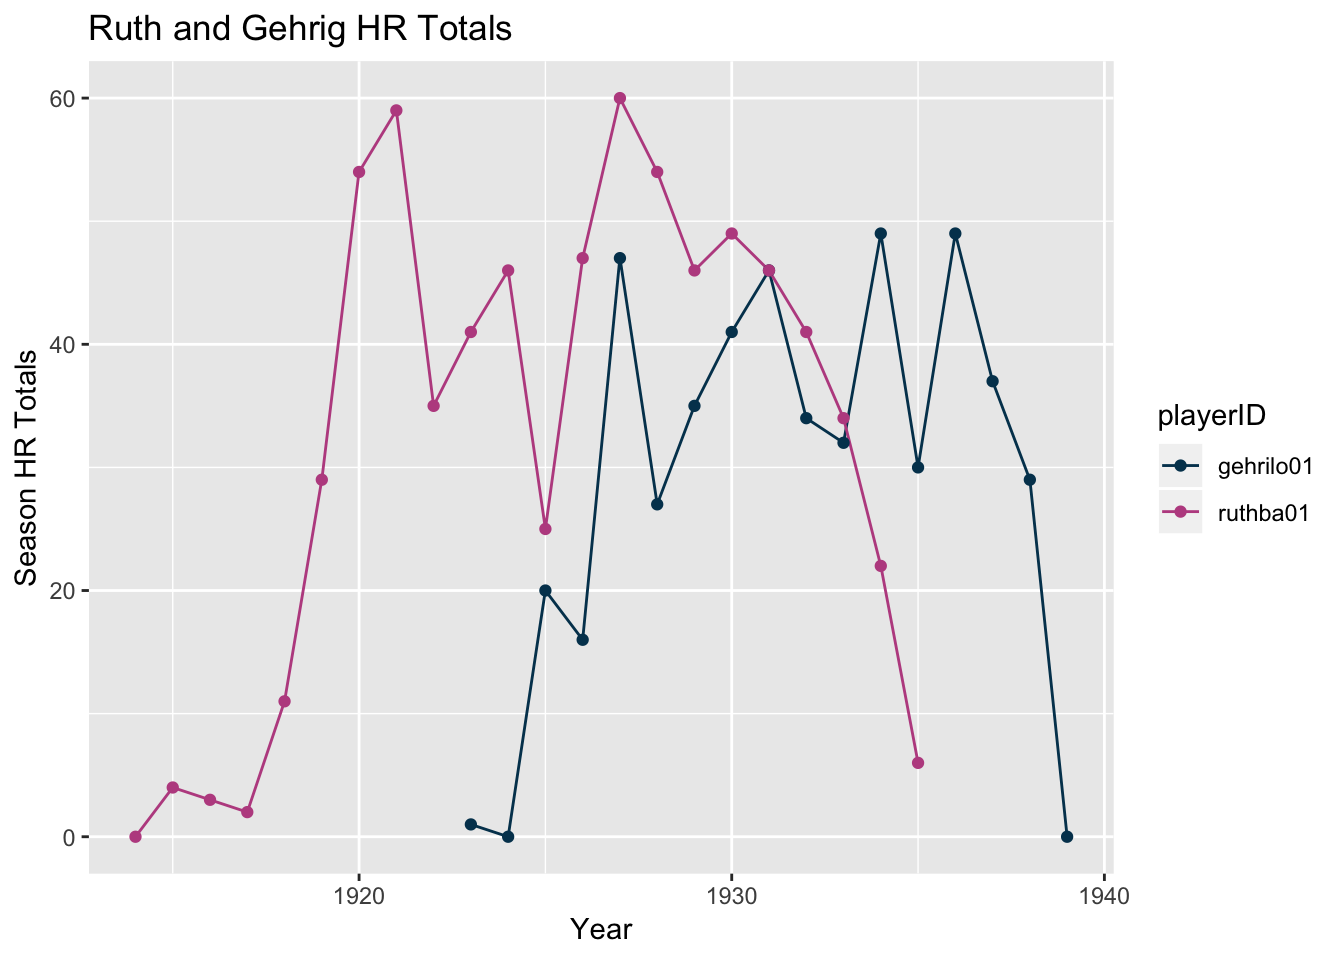 Ruth and Gehrig HR Totals
60
40
20
0
Season HR Totals
1920
1930
1940
Year
playerID
gehrilo01
ruthba01